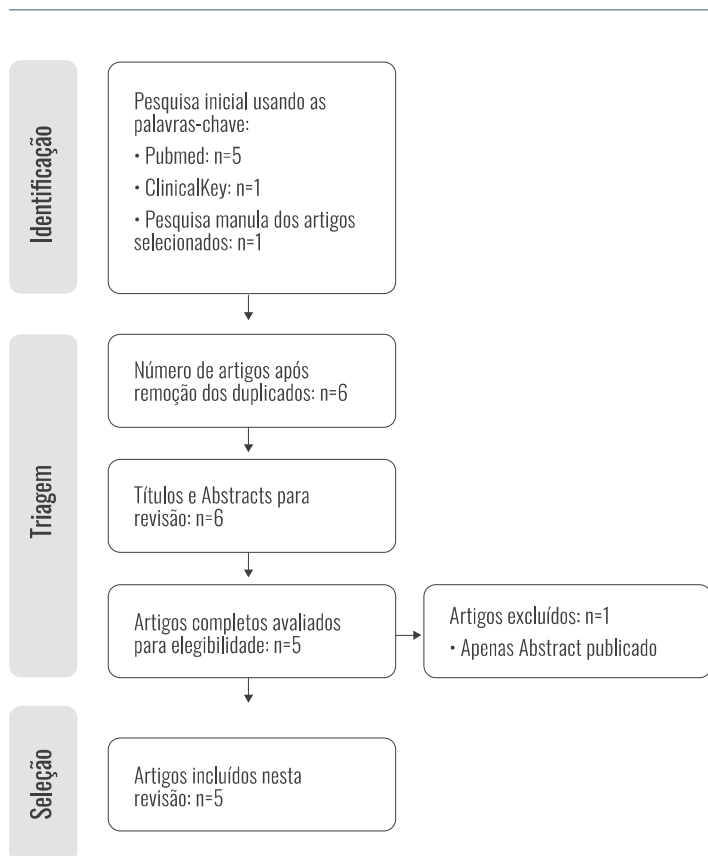 Identificação
Pesquisa inicial usando as
palavras-chave:
• Pubmed: n=5
• ClinicalKey: n=1
• Pesquisa manula dos artigos
selecionados: n=1
Triagem
Número de artigos após
remoção dos duplicados: n=6
Títulos e Abstracts para
revisão: n=6
Artigos completos avaliados
para elegibilidade: n=5
Artigos excluídos: n=1
• Apenas Abstract publicado
Seleção
Artigos incluídos nesta
revisão: n=5